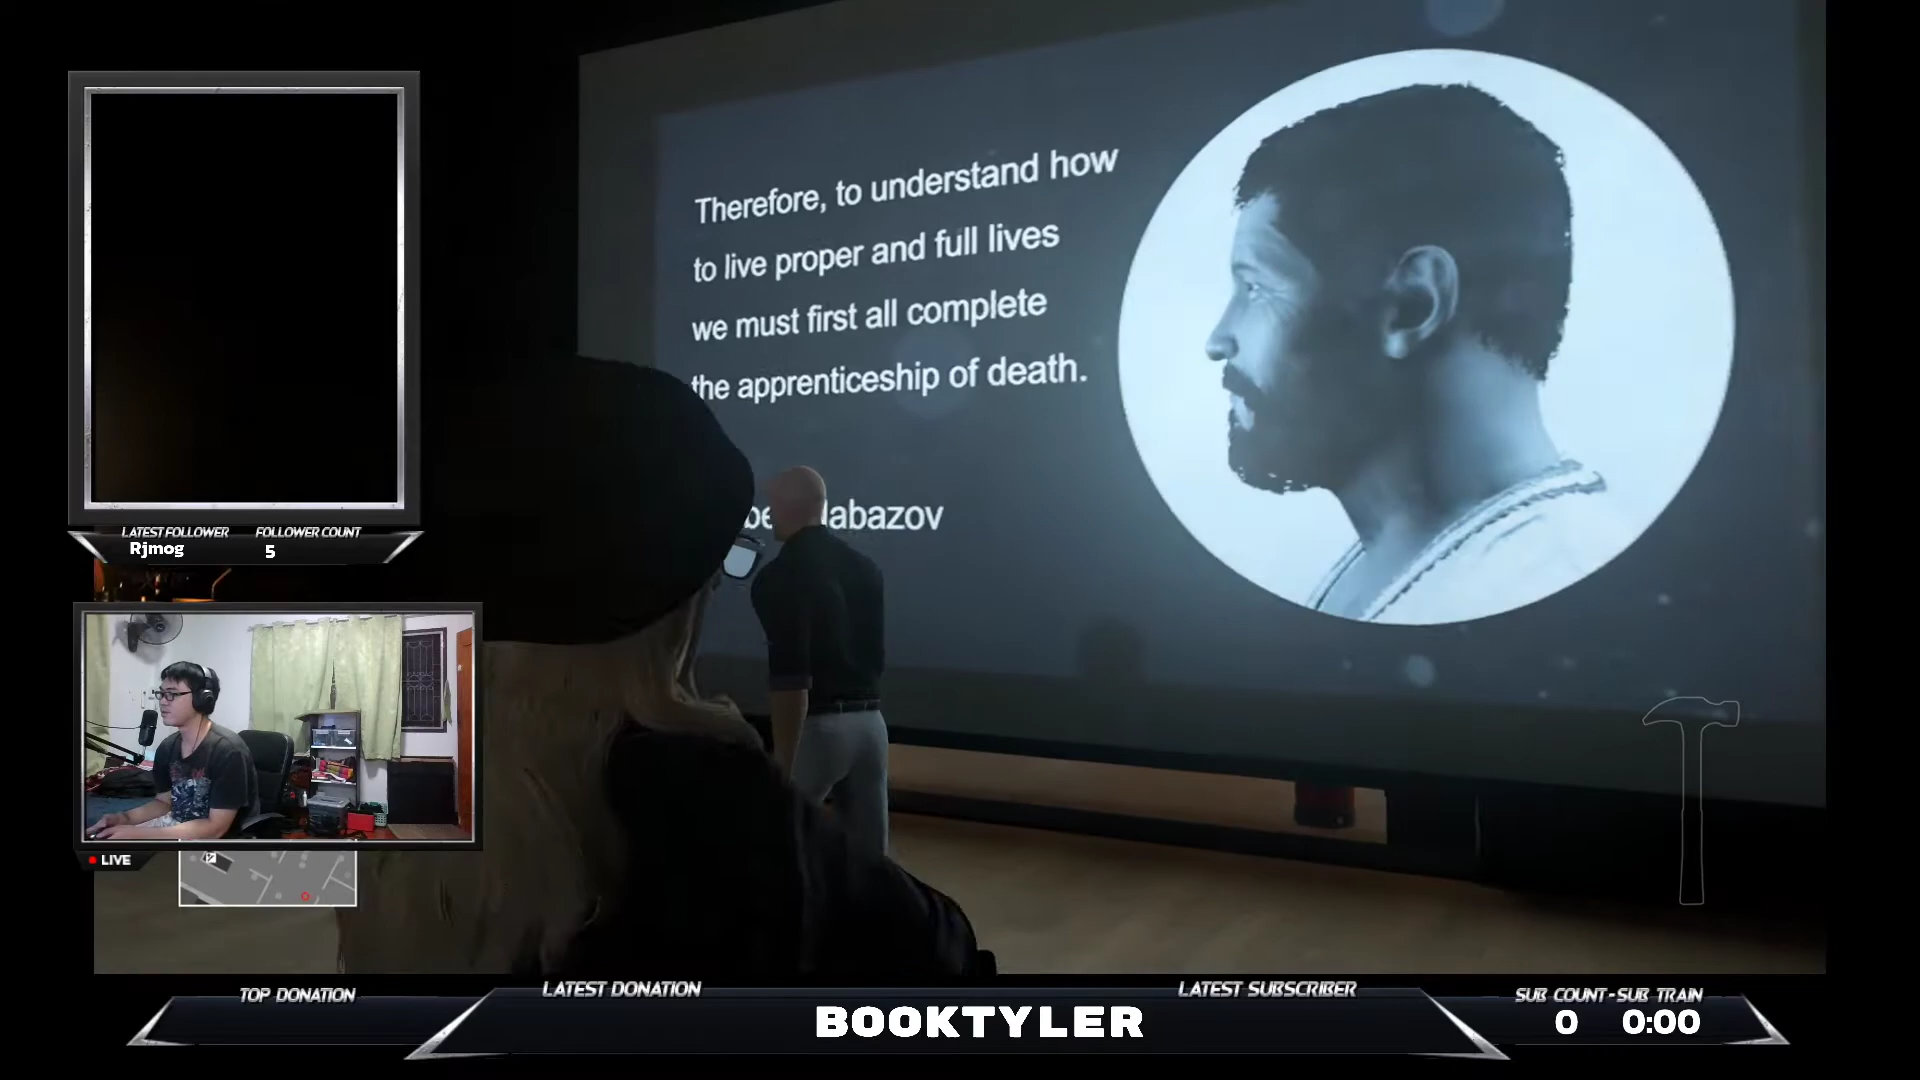 Therefore, to understand how
to live proper and full lives
we must first all complete
the apprenticeship of death.
LATEST FOLLOWER
Rjmog
FOLLOWER COUNT
5
LIVE
TOP DONATION
LATEST DONATION
LATEST SUBSCRIBER
BOOKTYLER
SUB COUNT - SUB TRAIN
0 0:00